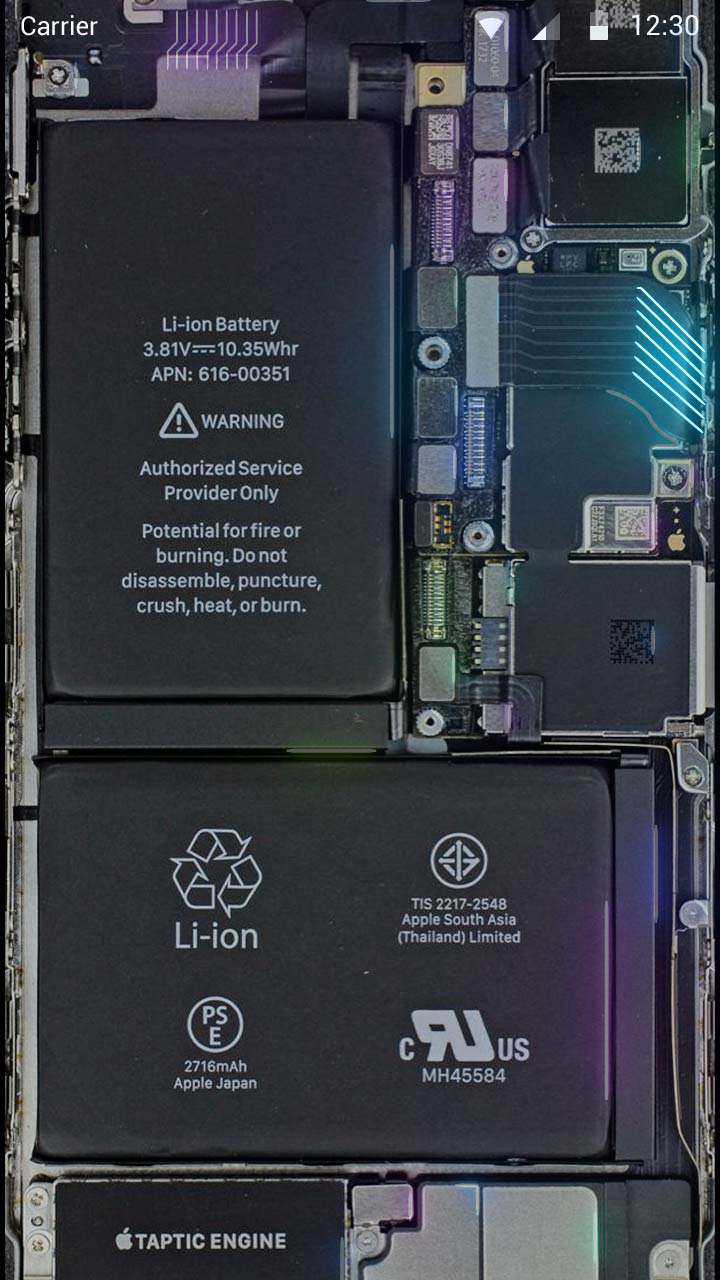 Carrier
12:30
Li-ion Battery
3.81V⎓10.35Whr
APN: 616-00351
WARNING
Authorized Service
Provider Only
Potential for fire or
burning. Do not
disassemble, puncture,
crush, heat, or burn.
Li-ion
TIS 2217-2548
Apple South Asia
(Thailand) Limited
PS
E
2716mAh
Apple Japan
c RU US
MH45584
TAPTIC ENGINE